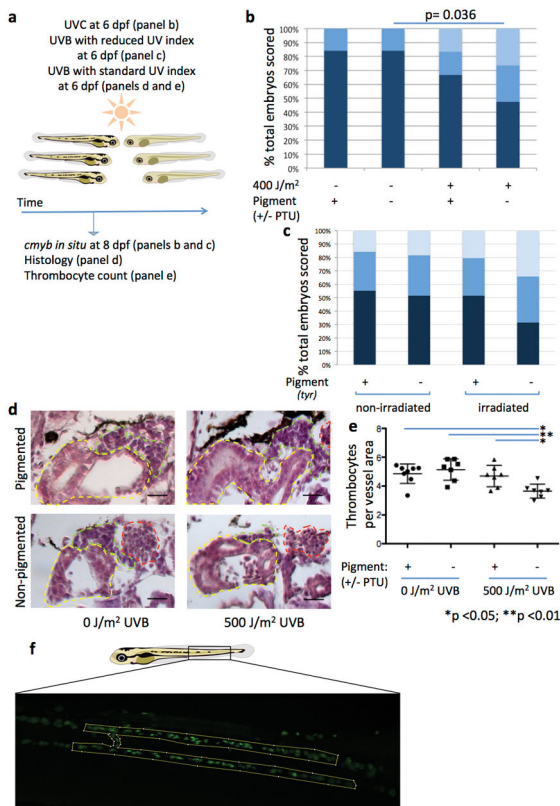 a
UVC at 6 dpf (panel b)
UVB with reduced UV index
at 6 dpf (panel c)
UVB with standard UV index
at 6 dpf (panels d and e)
Time
cmyb in situ at 8 dpf (panels b and c)
Histology (panel d)
Thrombocyte count (panel e)
b
p= 0.036
% total embryos scored
100%
90%
80%
70%
60%
50%
40%
30%
20%
10%
0%
400 J/m² - - + +
Pigment + - + -
(+/- PTU)
c
% total embryos scored
100%
90%
80%
70%
60%
50%
40%
30%
20%
10%
0%
Pigment + - + -
(tyr)
non-irradiated irradiated
d
Pigmented
Non-pigmented
0 J/m² UVB 500 J/m² UVB
e
*
**
*
Thrombocytes
per vessel area
8
6
4
2
0
Pigment: + - + -
(+/- PTU)
0 J/m² UVB 500 J/m² UVB
*p <0.05; **p <0.01
f